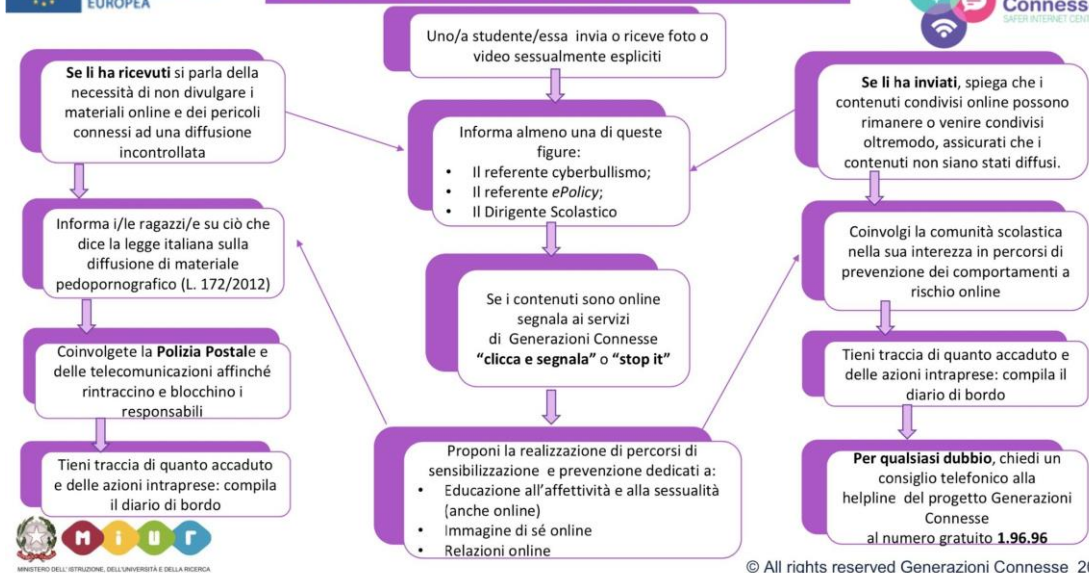 EUROPEA
Conness
SAFER INTERNET CENT
Uno/a studente/essa invia o riceve foto o
video sessualmente espliciti
Se li ha ricevuti si parla della
necessità di non divulgare i
materiali online e dei pericoli
connessi ad una diffusione
incontrollata
Informa almeno una di queste
figure:
• Il referente cyberbullismo;
• Il referente ePolicy;
• Il Dirigente Scolastico
Se li ha inviati, spiega che i
contenuti condivisi online possono
rimanere o venire condivisi
oltremodo, assicurati che i
contenuti non siano stati diffusi.
Informa i/le ragazzi/e su ciò che
dice la legge italiana sulla
diffusione di materiale
pedopornografico (L. 172/2012)
Se i contenuti sono online
segnala ai servizi
di Generazioni Connesse
“clicca e segnala” o “stop it”
Coinvolgi la comunità scolastica
nella sua interezza in percorsi di
prevenzione dei comportamenti a
rischio online
Coinvolgete la Polizia Postale e
delle telecomunicazioni affinché
rintraccino e blocchino i
responsabili
Tieni traccia di quanto accaduto e
delle azioni intraprese: compila il
diario di bordo
Tieni traccia di quanto accaduto
e delle azioni intraprese: compila
il diario di bordo
Proponi la realizzazione di percorsi di
sensibilizzazione e prevenzione dedicati a:
• Educazione all’affettività e alla sessualità
(anche online)
• Immagine di sé online
• Relazioni online
Per qualsiasi dubbio, chiedi un
consiglio telefonico alla
helpline del progetto Generazioni
Connesse
al numero gratuito 1.96.96
MIUr
MINISTERO DELL'ISTRUZIONE, DELL'UNIVERSITÀ E DELLA RICERCA
© All rights reserved Generazioni Connesse 20